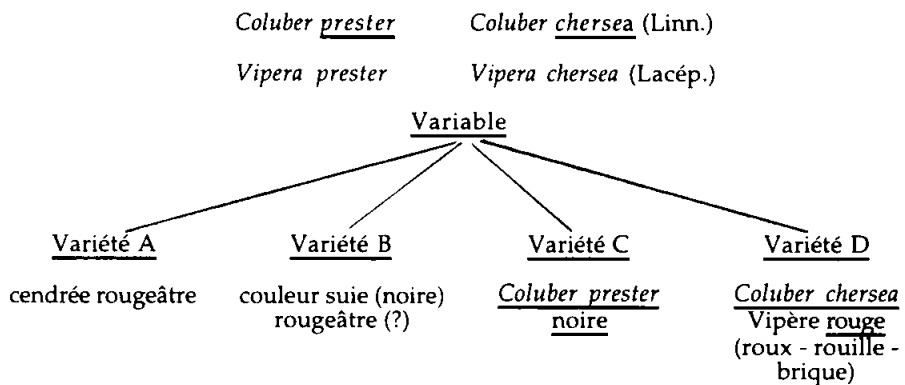 Coluber prester Coluber chersea (Linn.)
Vipera prester Vipera chersea (Lacép.)
Variable
Variété A Variété B Variété C Variété D
cendrée rougeâtre couleur suie (noire) Coluber prester Coluber chersea
rougeâtre (?) noire Vipère rouge
(roux - rouille -
brique)